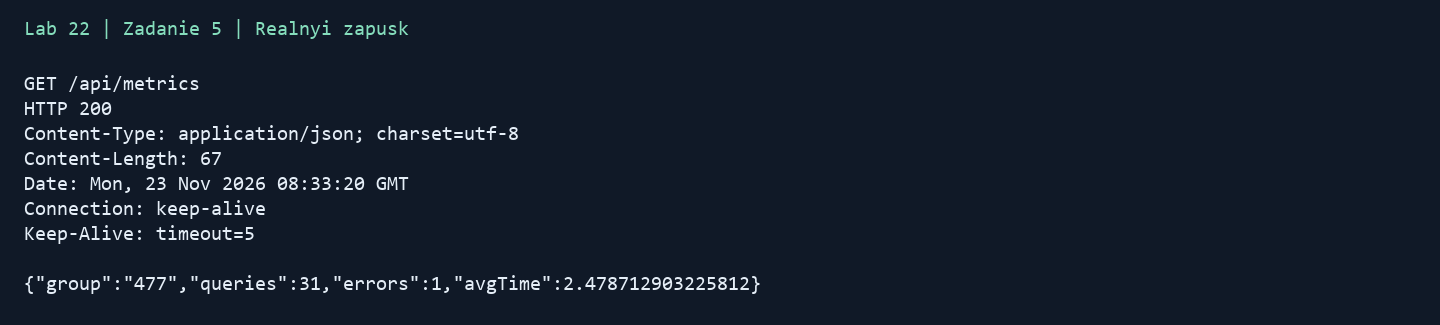 Lab 22 | Zadanie 5 | Realnyi zapusk
GET /api/metrics
HTTP 200
Content-Type: application/json; charset=utf-8
Content-Length: 67
Date: Mon, 23 Nov 2026 08:33:20 GMT
Connection: keep-alive
Keep-Alive: timeout=5
{"group":"477","queries":31,"errors":1,"avgTime":2.478712903225812}